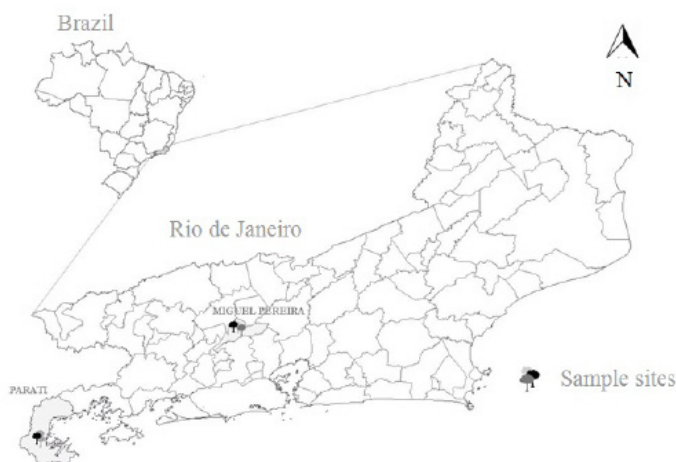 Brazil
N
Rio de Janeiro
MIGUEL PEREIRA
Sample sites
PARATI